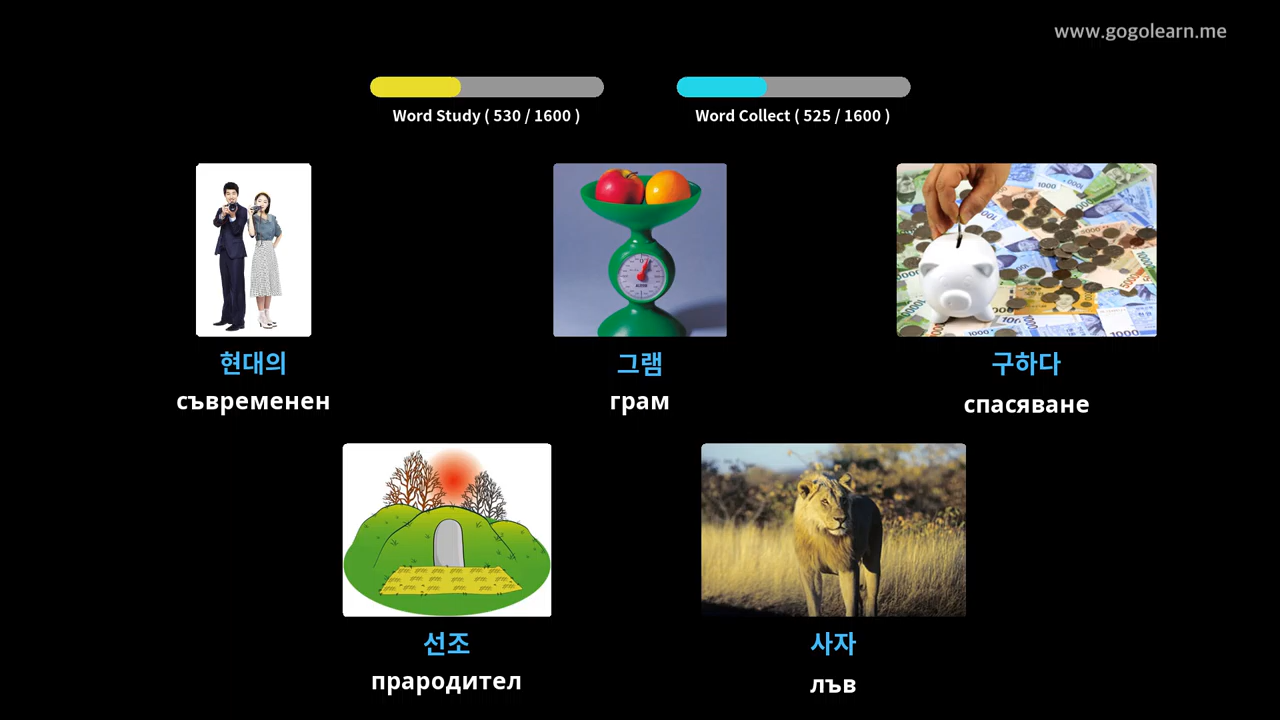 www.gogolearn.me
Word Study ( 530 / 1600 )
Word Collect ( 525 / 1600 )
현대의
съвременен
그램
грам
구하다
спасяване
선조
прародител
사자
лъв